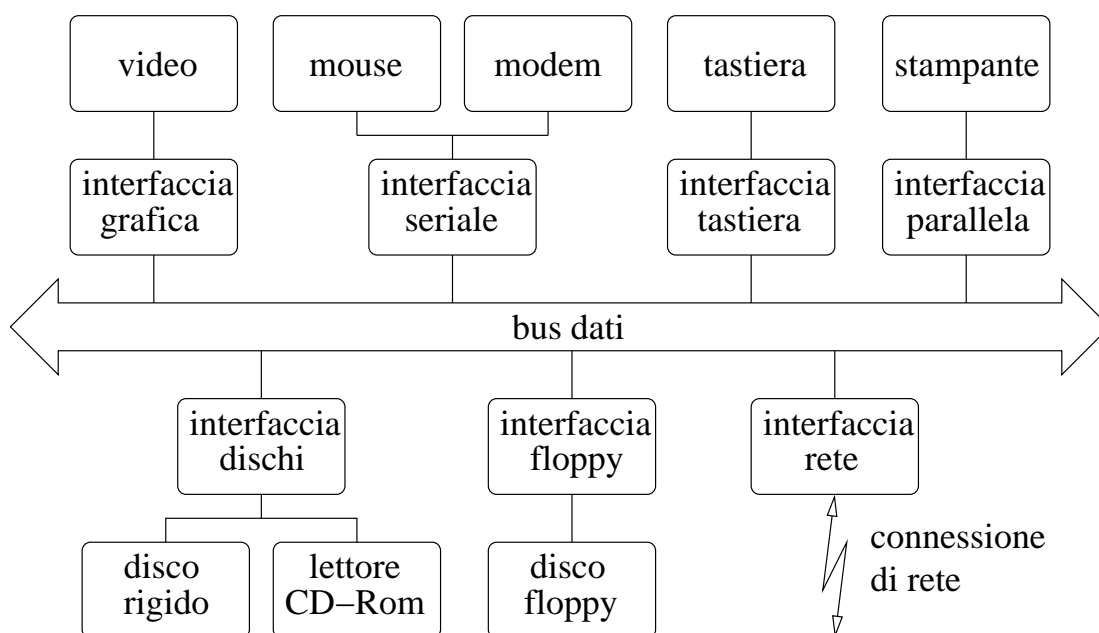 video
mouse
modem
tastiera
stampante
interfaccia
grafica
interfaccia
seriale
interfaccia
tastiera
interfaccia
parallela
bus dati
interfaccia
dischi
interfaccia
floppy
interfaccia
rete
disco
rigido
lettore
CD−Rom
disco
floppy
connessione
di rete